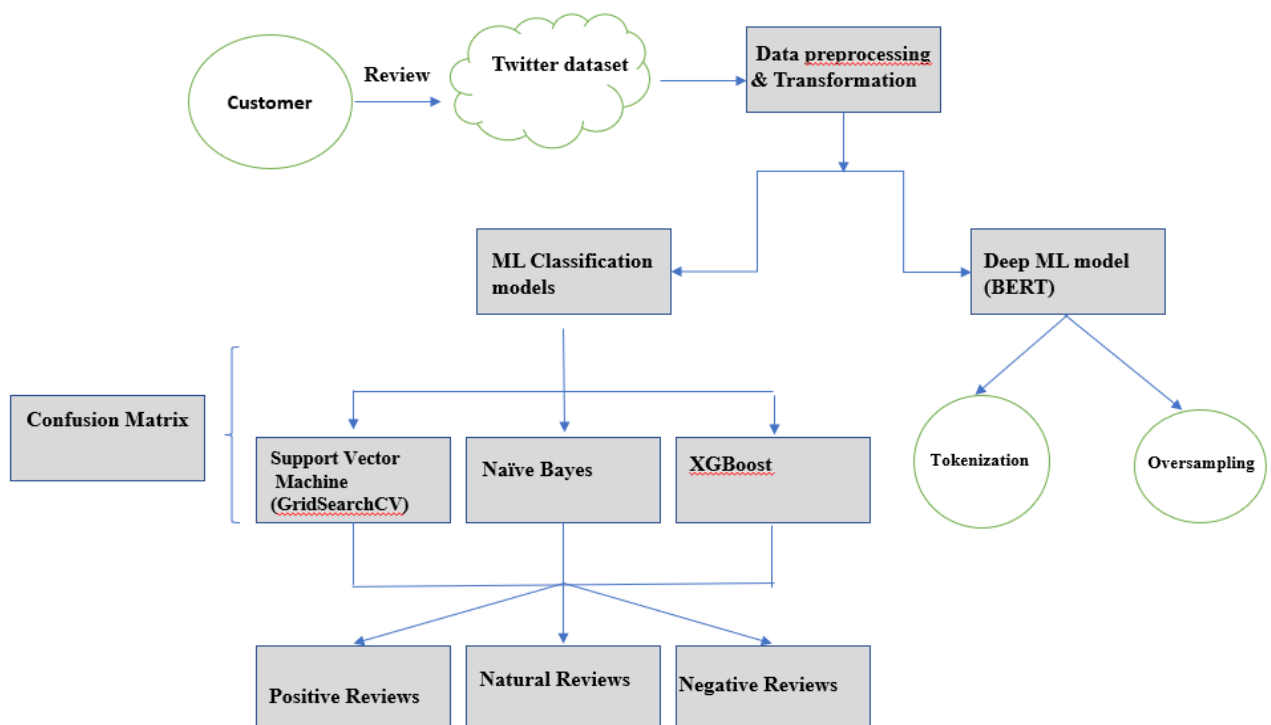 Customer
Review
Twitter dataset
Data preprocessing
& Transformation
ML Classification
models
Deep ML model
(BERT)
Confusion Matrix
Support Vector
Machine
(GridSearchCV)
Naïve Bayes
XGBoost
Tokenization
Oversampling
Positive Reviews
Natural Reviews
Negative Reviews